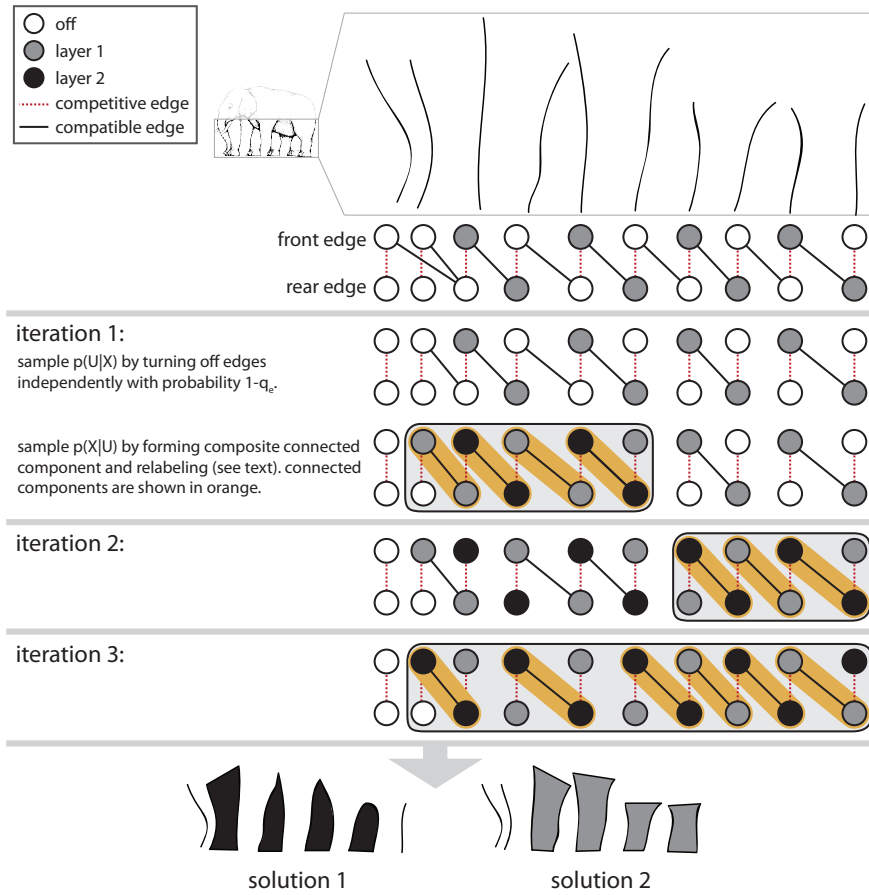 off
layer 1
layer 2
competitive edge
compatible edge
front edge
rear edge
iteration 1:
sample p(U|X) by turning off edges
independently with probability 1-qₑ.
sample p(X|U) by forming composite connected
component and relabeling (see text). connected
components are shown in orange.
iteration 2:
iteration 3:
solution 1
solution 2